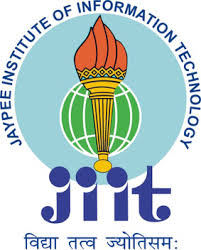 JAYPEE INSTITUTE OF INFORMATION TECHNOLOGY
jiit
विद्या तत्व ज्योतिसमः